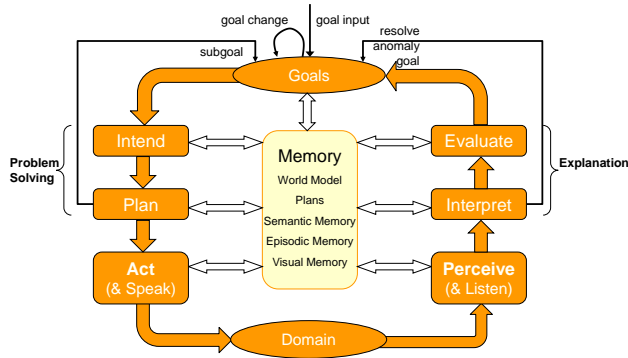 goal change
goal input
resolve
anomaly
goal
subgoal
Goals
Intend
Evaluate
Memory
World Model
Plans
Semantic Memory
Episodic Memory
Visual Memory
Problem
Solving
Explanation
Plan
Interpret
Act
(& Speak)
Perceive
(& Listen)
Domain